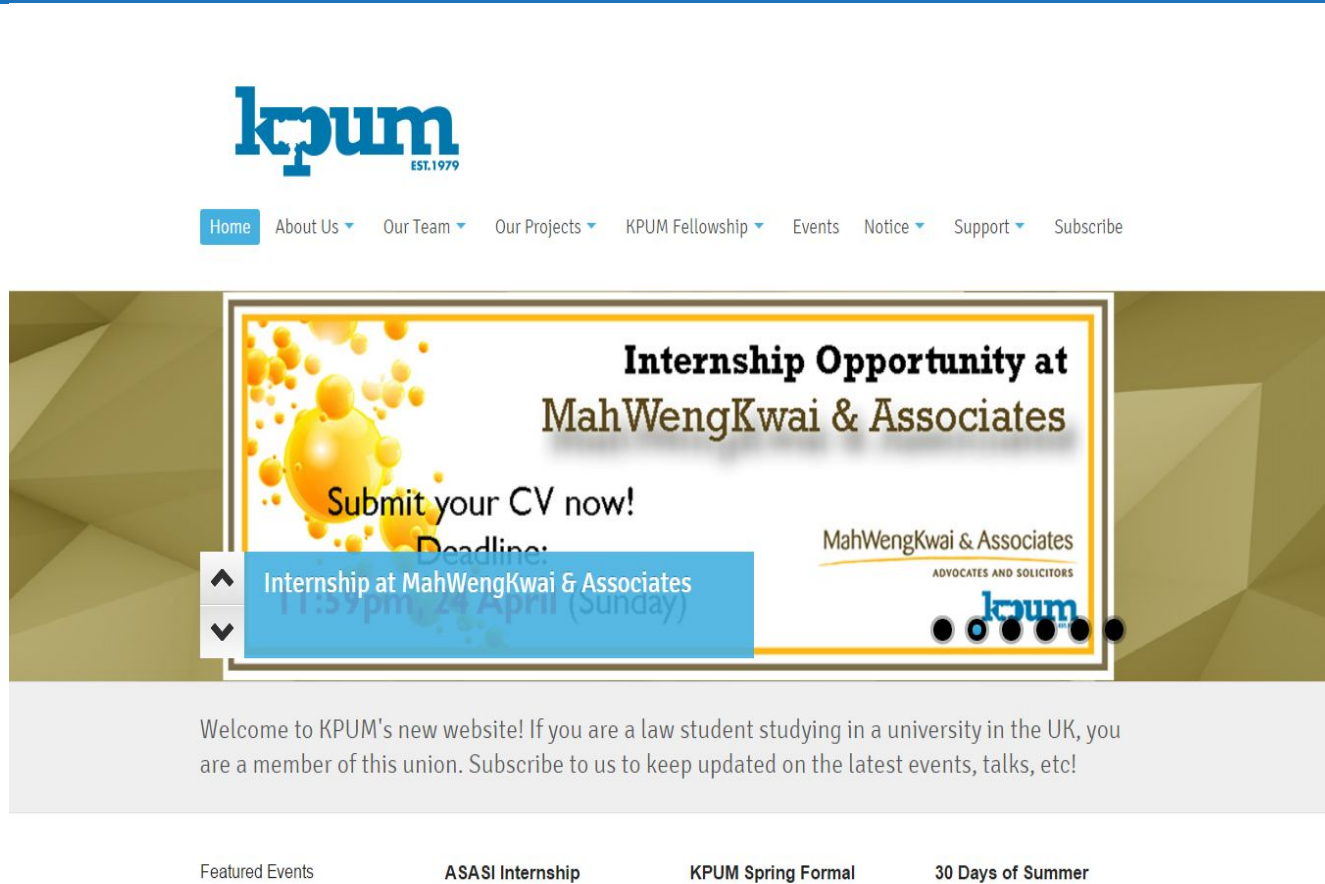 kpum
EST.1979
Home About Us Our Team Our Projects KPUM Fellowship Events Notice Support Subscribe
Internship Opportunity at
MahWengKwai & Associates
Submit your CV now!
Deadline:
11:59pm, 24 April (Sunday)
Internship at MahWengKwai & Associates
MahWengKwai & Associates
ADVOCATES AND SOLICITORS
kpum
Welcome to KPUM's new website! If you are a law student studying in a university in the UK, you
are a member of this union. Subscribe to us to keep updated on the latest events, talks, etc!
Featured Events ASASI Internship KPUM Spring Formal 30 Days of Summer